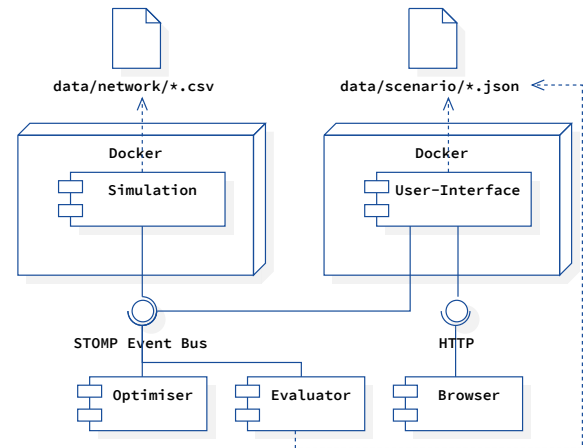 data/network/*.csv
data/scenario/*.json
Docker
Docker
Simulation
User-Interface
STOMP Event Bus
HTTP
Optimiser
Evaluator
Browser